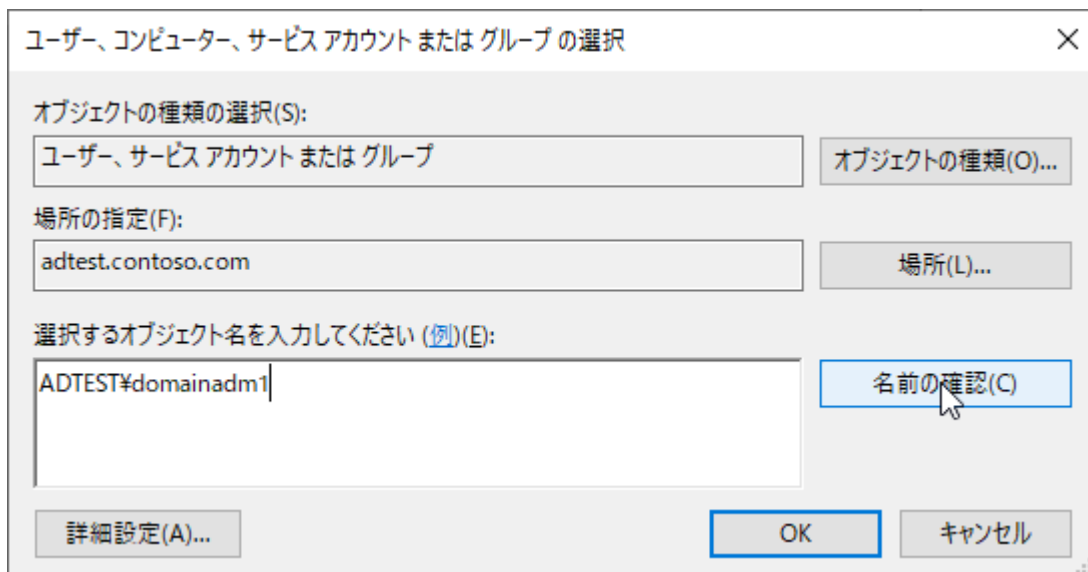 ユーザー、コンピューター、サービス アカウント または グループ の選択
オブジェクトの種類の選択(S):
ユーザー、サービス アカウント または グループ
オブジェクトの種類(O)...
場所の指定(F):
adtest.contoso.com
場所(L)...
選択するオブジェクト名を入力してください (例)(E):
ADTEST¥domainadm1
名前の確認(C)
詳細設定(A)...
OK
キャンセル